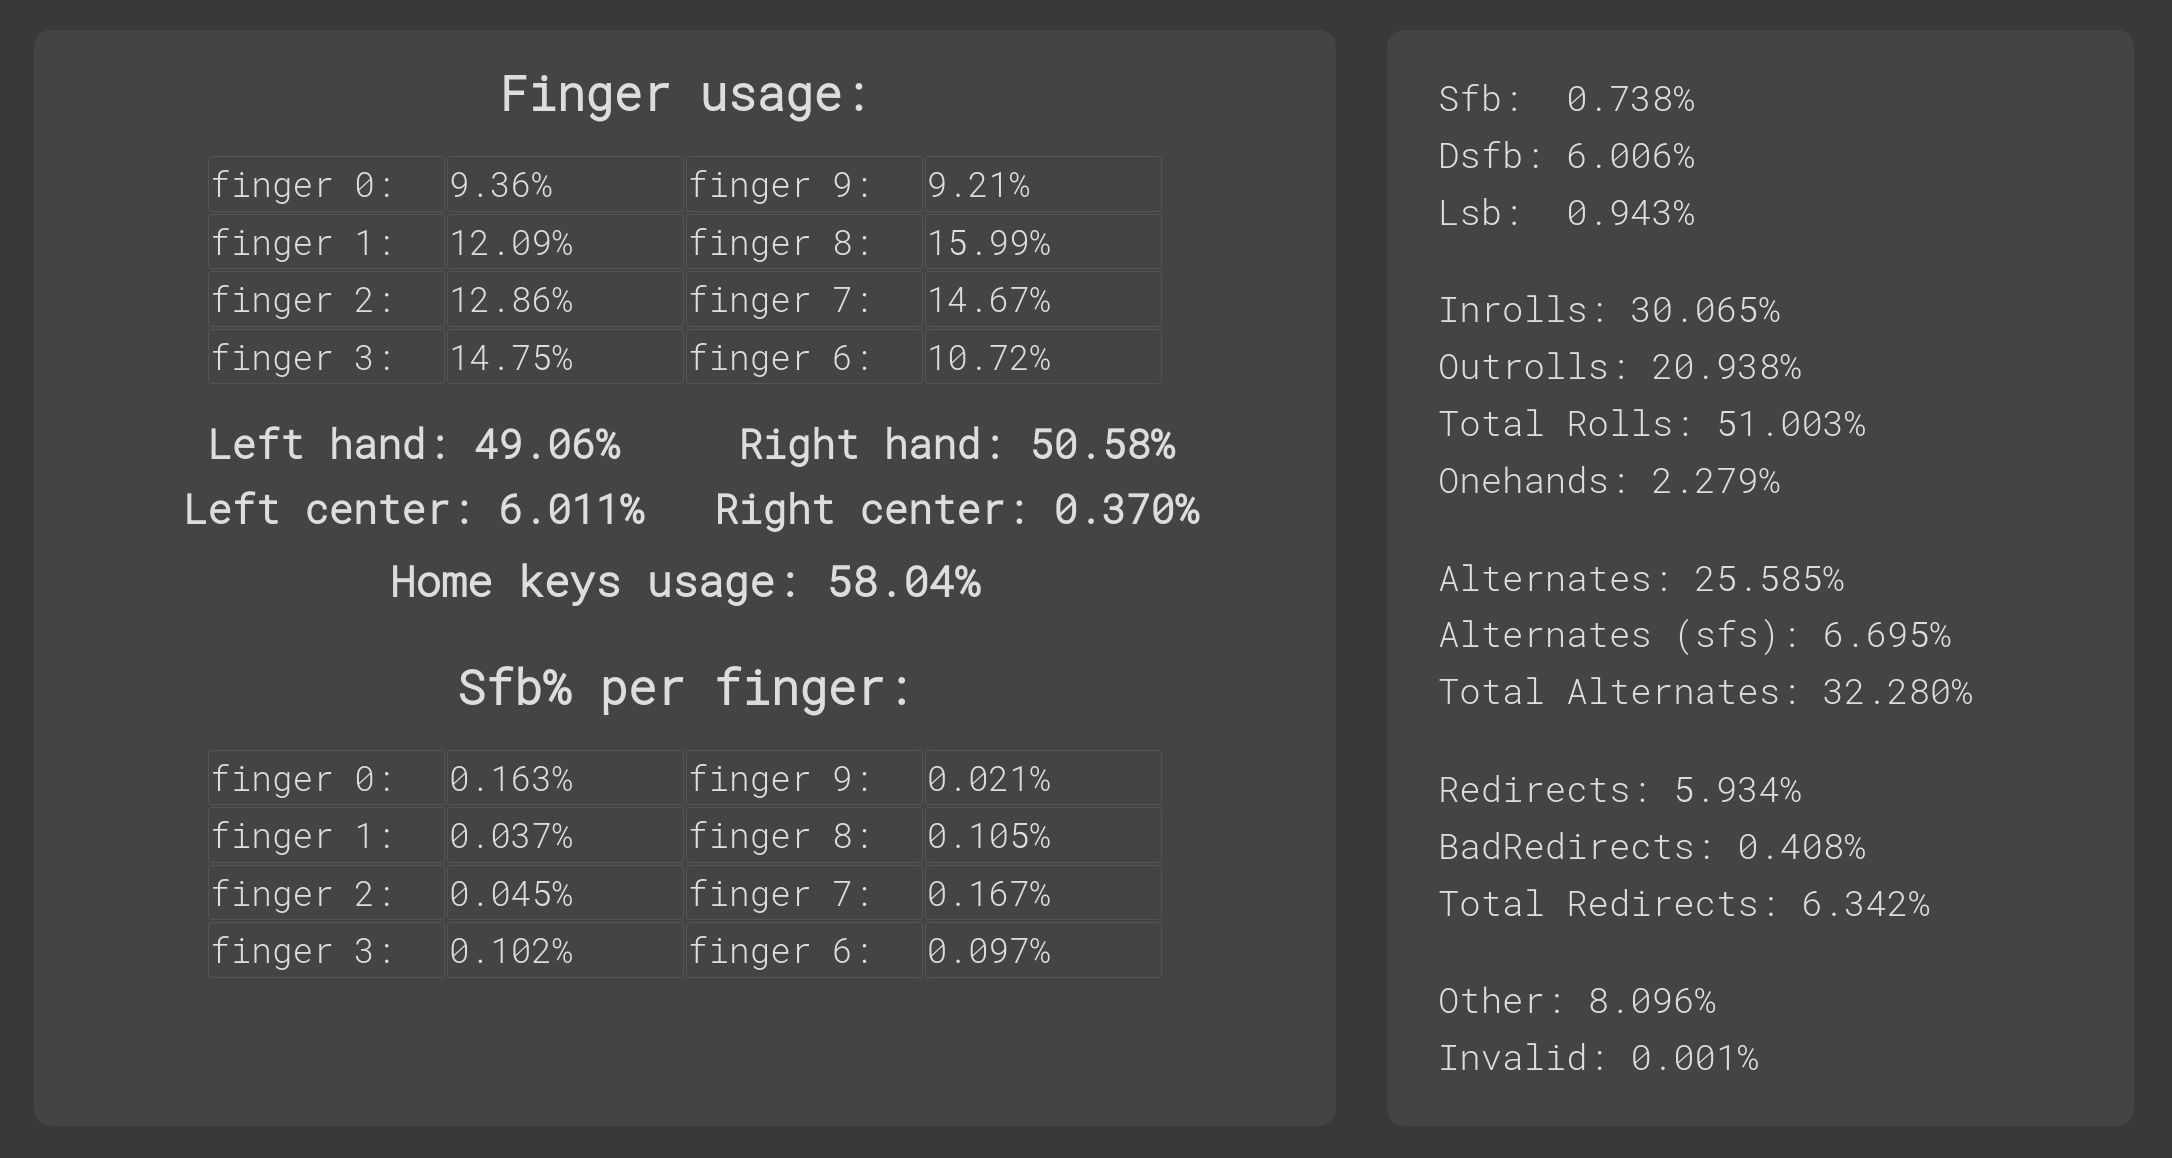 Finger usage:
finger 0: 9.36% finger 9: 9.21%
finger 1: 12.09% finger 8: 15.99%
finger 2: 12.86% finger 7: 14.67%
finger 3: 14.75% finger 6: 10.72%
Left hand: 49.06% Right hand: 50.58%
Left center: 6.011% Right center: 0.370%
Home keys usage: 58.04%
Sfb% per finger:
finger 0: 0.163% finger 9: 0.021%
finger 1: 0.037% finger 8: 0.105%
finger 2: 0.045% finger 7: 0.167%
finger 3: 0.102% finger 6: 0.097%
Sfb: 0.738%
Dsfb: 6.006%
Lsb: 0.943%
Inrolls: 30.065%
Outrolls: 20.938%
Total Rolls: 51.003%
Onehands: 2.279%
Alternates: 25.585%
Alternates (sfs): 6.695%
Total Alternates: 32.280%
Redirects: 5.934%
BadRedirects: 0.408%
Total Redirects: 6.342%
Other: 8.096%
Invalid: 0.001%